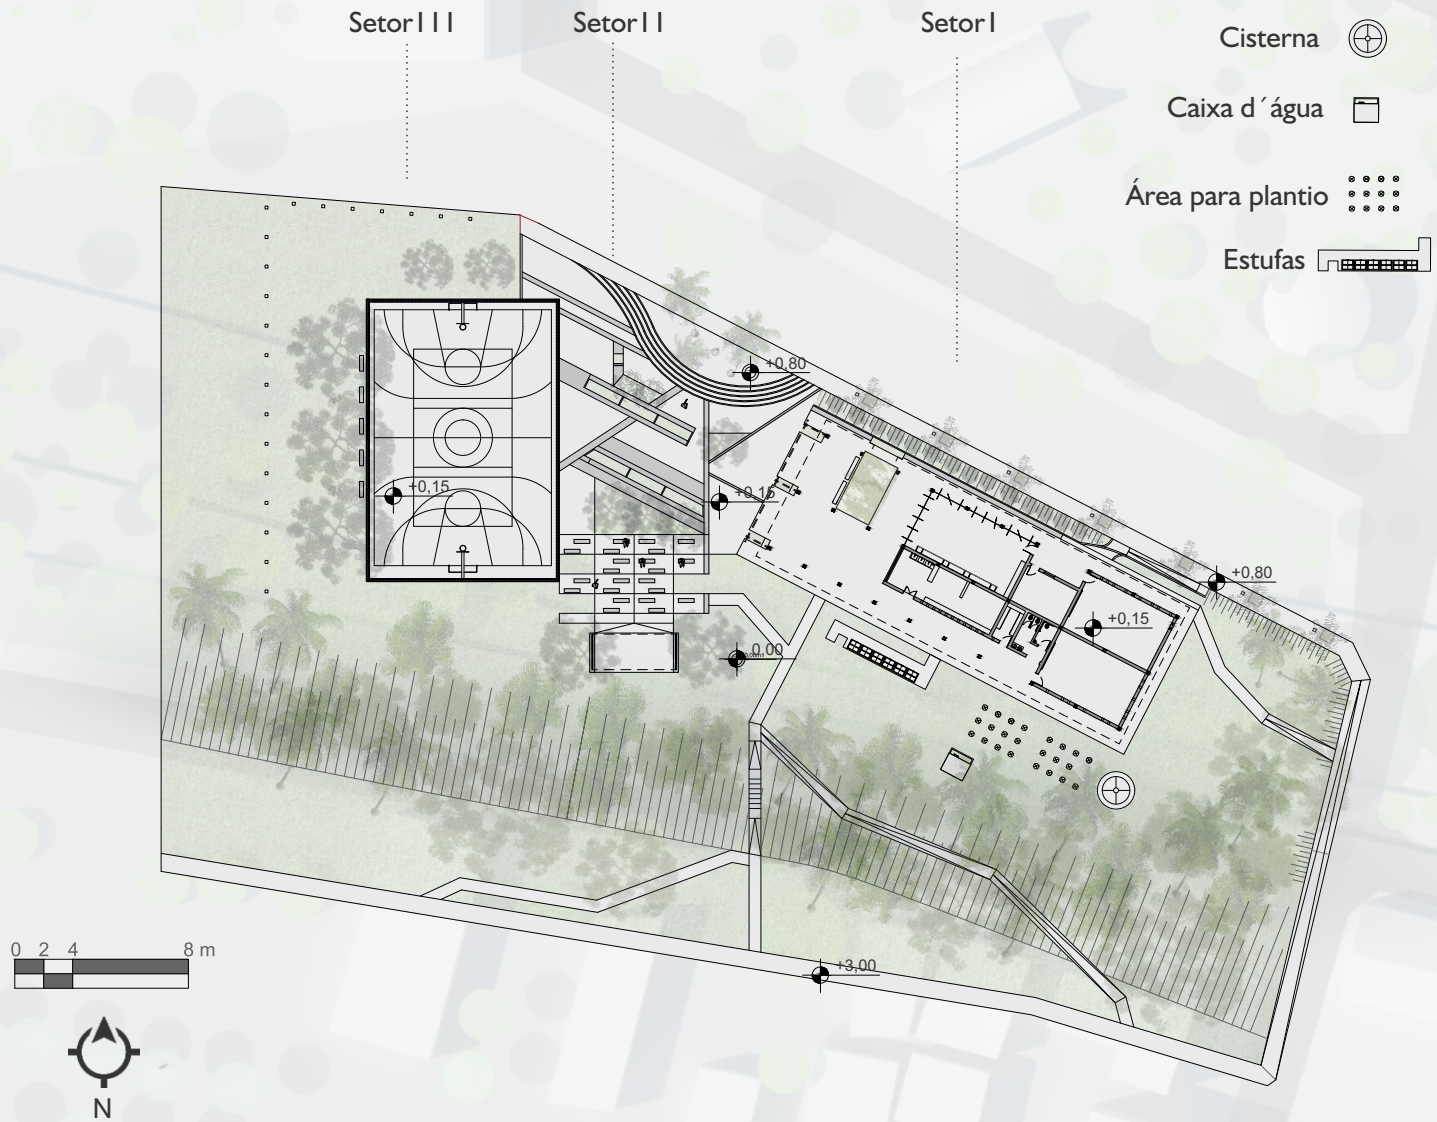 Setor111
Setor11
Setor1
Cisterna
Caixa d´água
Área para plantio
Estufas
+0,80
+0,15
+0,15
+0,80
+0,15
0,00
+3,00
0 2 4 8 m
N